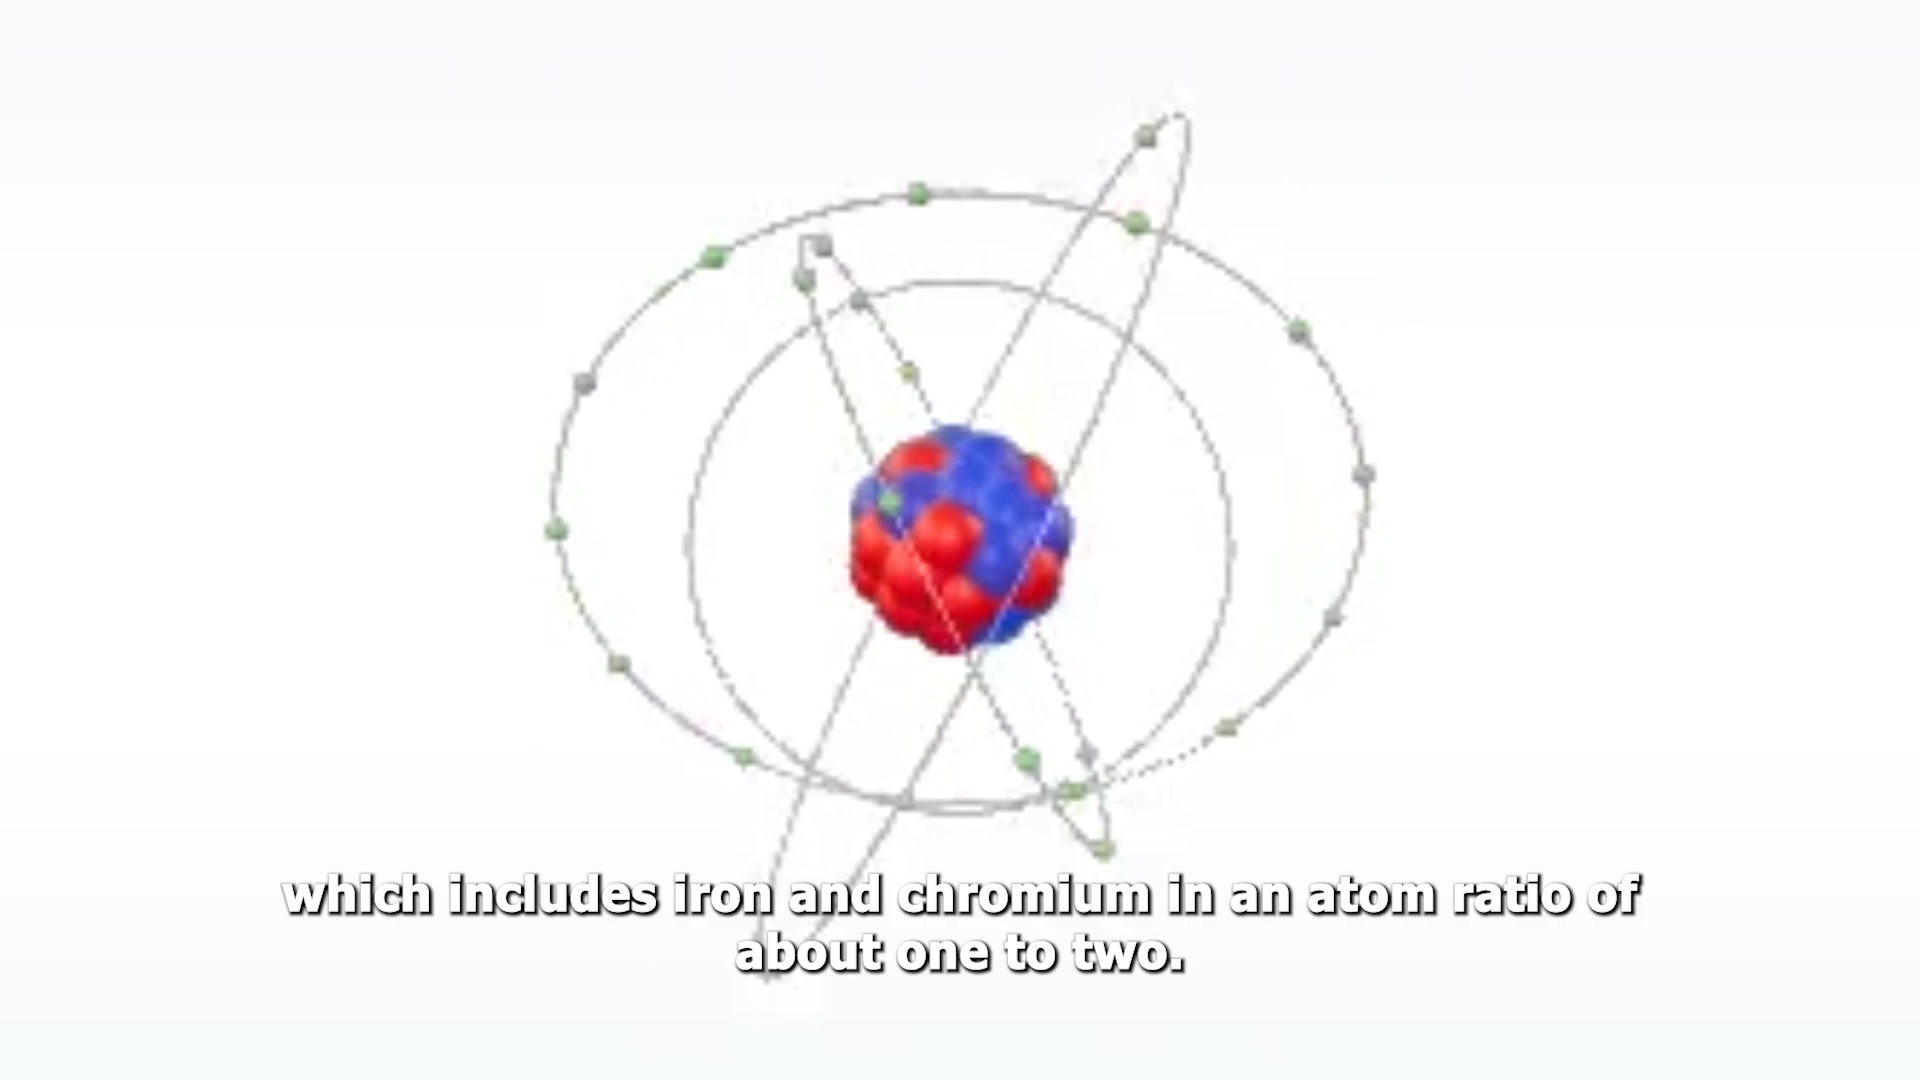 which includes iron and chromium in an atom ratio of
about one to two.